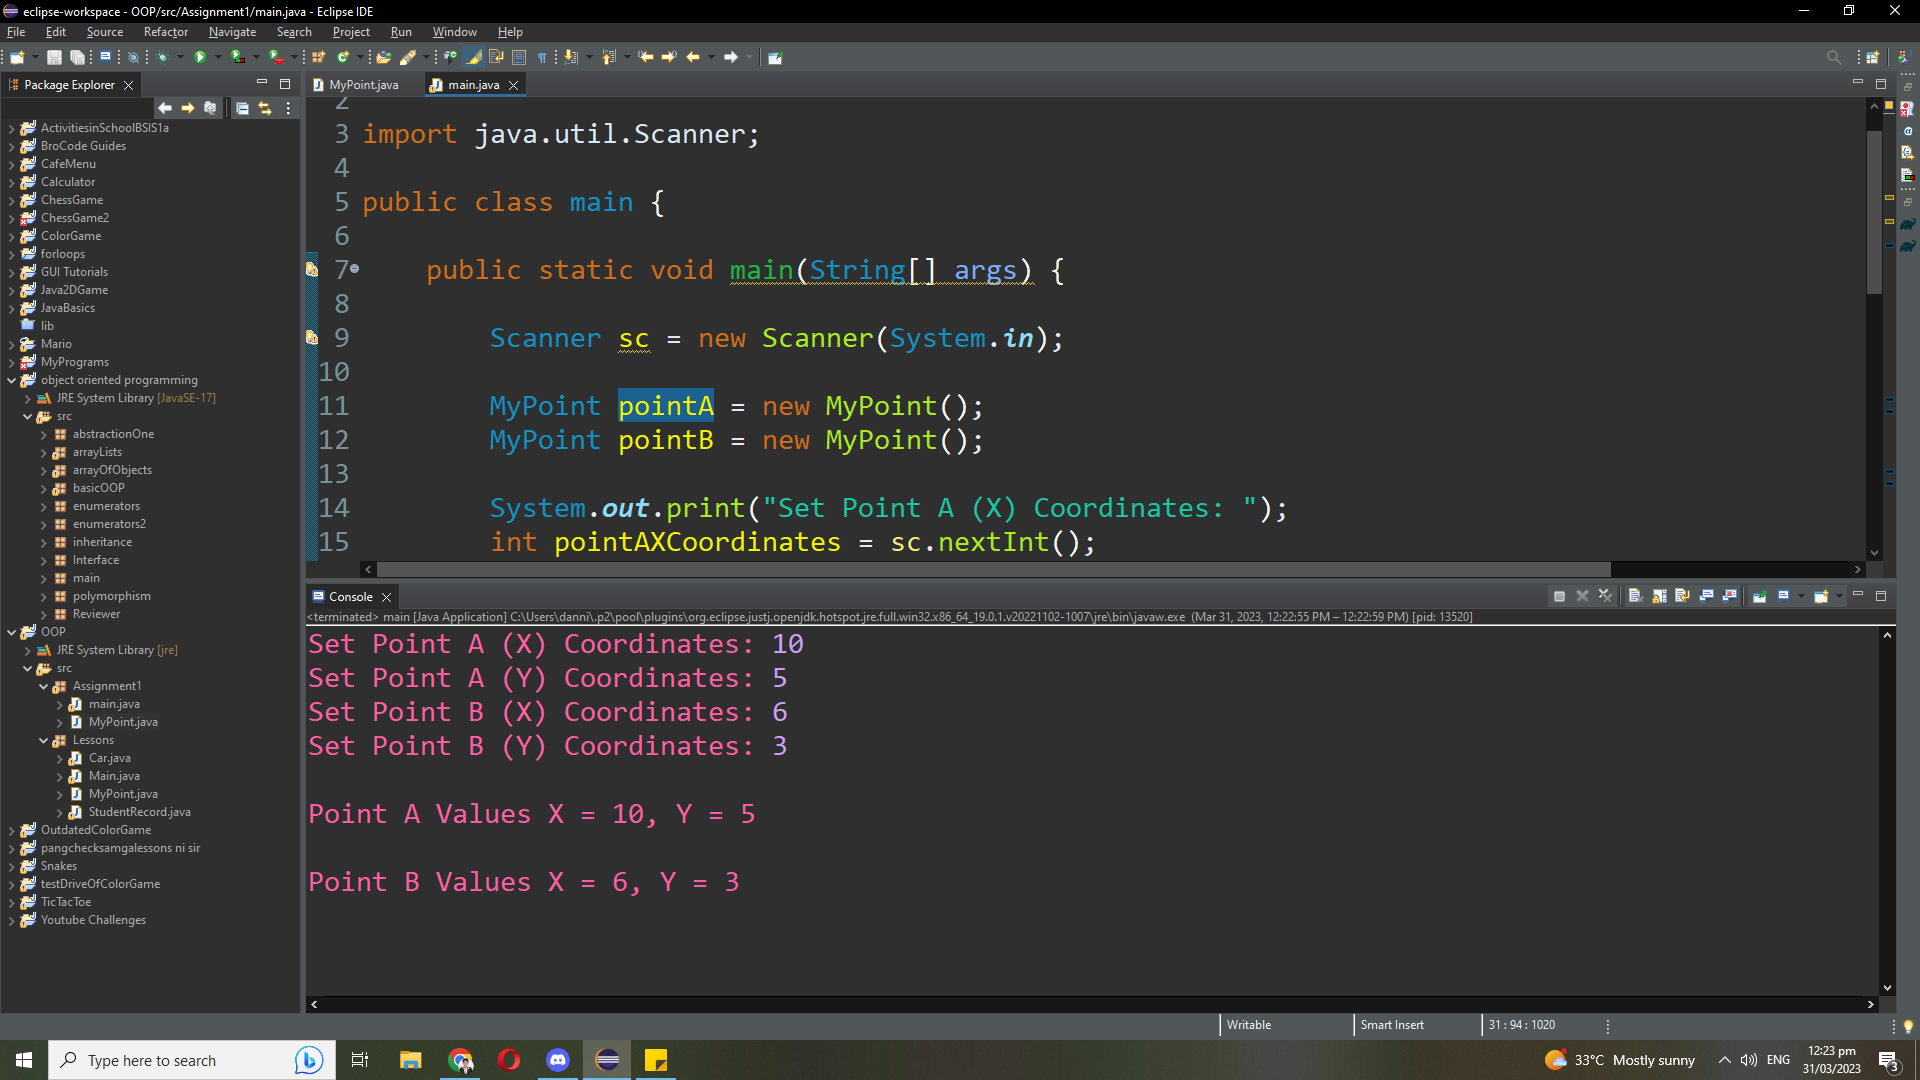 eclipse-workspace - OOP/src/Assignment1/main.java - Eclipse IDE
File Edit Source Refactor Navigate Search Project Run Window Help
Package Explorer
MyPoint.java
main.java
ActivitiesinSchoolBSIS1a
BroCode Guides
CafeMenu
Calculator
ChessGame
ChessGame2
ColorGame
forloops
GUI Tutorials
Java2DGame
JavaBasics
lib
Mario
MyPrograms
object oriented programming
JRE System Library [JavaSE-17]
src
abstractionOne
arrayLists
arrayOfObjects
basicOOP
enumerators
enumerators2
inheritance
Interface
main
polymorphism
Reviewer
OOP
JRE System Library [jre]
src
Assignment1
main.java
MyPoint.java
Lessons
Car.java
Main.java
MyPoint.java
StudentRecord.java
OutdatedColorGame
pangchecksamgalessons ni sir
Snakes
testDriveOfColorGame
TicTacToe
Youtube Challenges
2
3 import java.util.Scanner;
4
5 public class main {
6
7 public static void main(String[] args) {
8
9 Scanner sc = new Scanner(System.in);
10
11 MyPoint pointA = new MyPoint();
12 MyPoint pointB = new MyPoint();
13
14 System.out.print("Set Point A (X) Coordinates: ");
15 int pointAXCoordinates = sc.nextInt();
Console
<terminated> main [Java Application] C:\Users\danni\.p2\pool\plugins\org.eclipse.justj.openjdk.hotspot.jre.full.win32.x86_64_19.0.1.v20221102-1007\jre\bin\javaw.exe (Mar 31, 2023, 12:22:55 PM – 12:22:59 PM) [pid: 13520]
Set Point A (X) Coordinates: 10
Set Point A (Y) Coordinates: 5
Set Point B (X) Coordinates: 6
Set Point B (Y) Coordinates: 3
Point A Values X = 10, Y = 5
Point B Values X = 6, Y = 3
Writable
Smart Insert
31 : 94 : 1020
Type here to search
33°C Mostly sunny
ENG
12:23 pm
31/03/2023
3